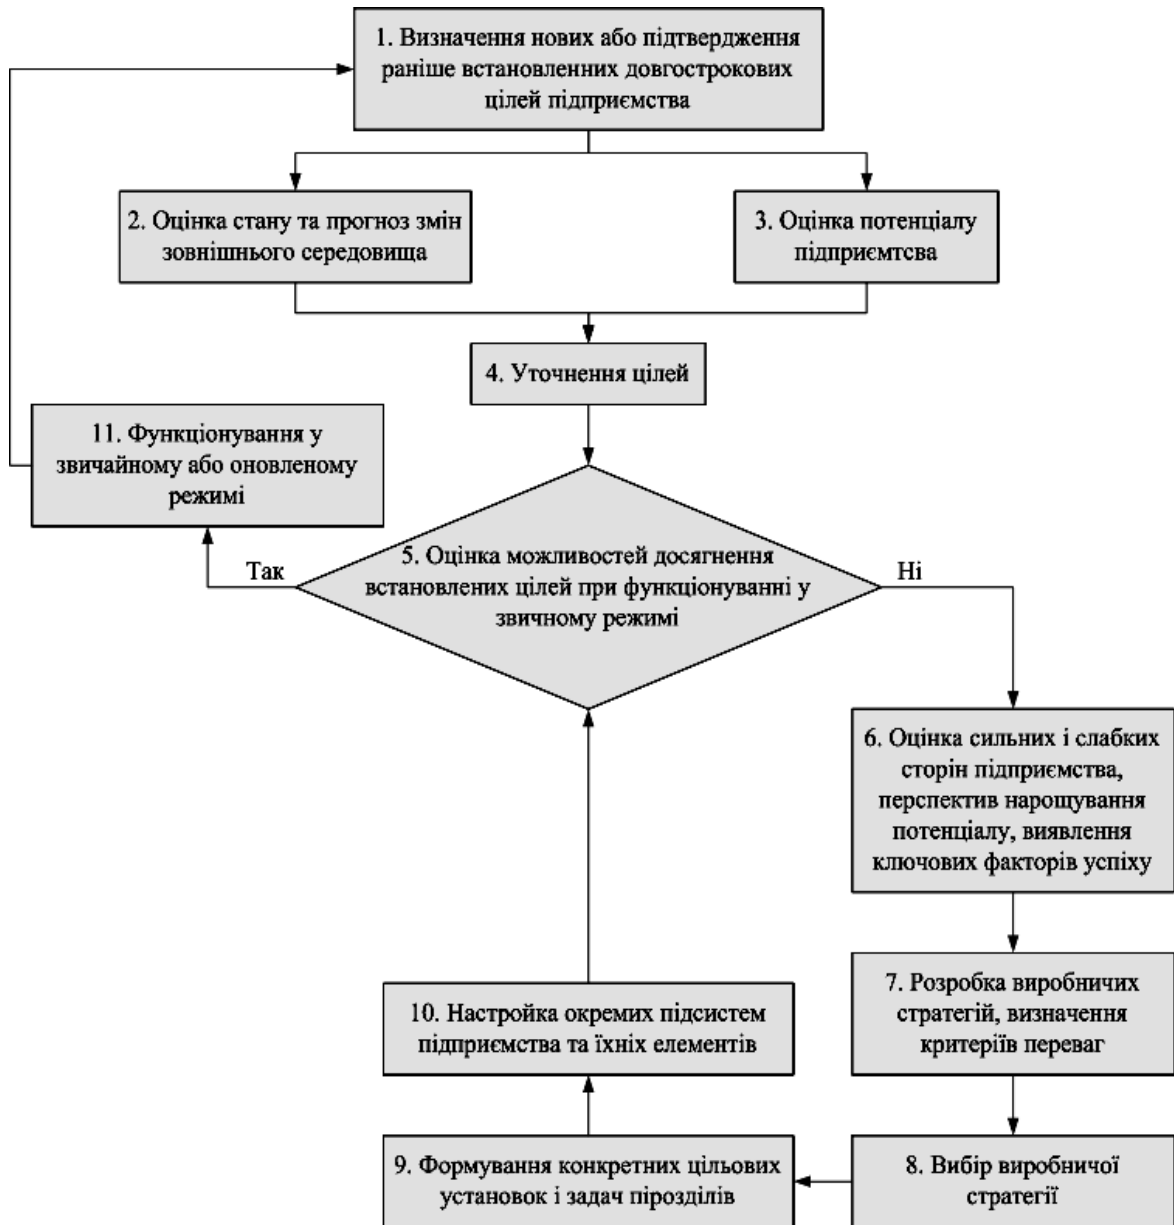 1. Визначення нових або підтвердження
раніше встановленних довгострокових
цілей підприємства
2. Оцінка стану та прогноз змін
зовнішнього середовища
3. Оцінка потенціалу
підприємтсва
4. Уточнення цілей
11. Функціонування у
звичайному або оновленому
режимі
5. Оцінка можливостей досягнення
встановлених цілей при функціонуванні у
звичному режимі
Так
Ні
6. Оцінка сильних і слабких
сторін підприємства,
перспектив нарощування
потенціалу, виявлення
ключових факторів успіху
7. Розробка виробничих
стратегій, визначення
критеріїв переваг
10. Настройка окремих підсистем
підприємства та їхніх елементів
9. Формування конкретних цільових
установок і задач пірозділів
8. Вибір виробничої
стратегії